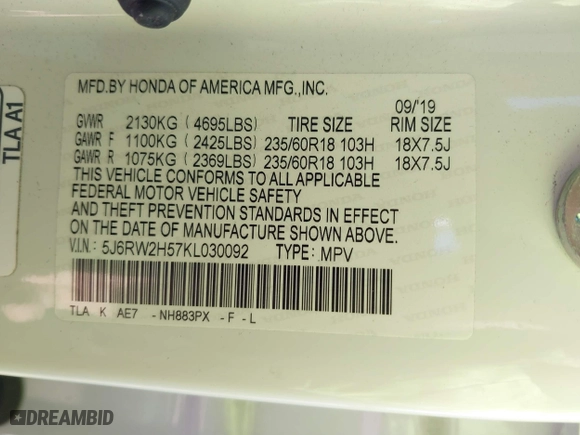 MFD.BY HONDA OF AMERICA MFG.,INC.
09/'19
GVWR 2130KG ( 4695LBS) TIRE SIZE RIM SIZE
GAWR F 1100KG ( 2425LBS) 235/60R18 103H 18X7.5J
GAWR R 1075KG ( 2369LBS) 235/60R18 103H 18X7.5J
THIS VEHICLE CONFORMS TO ALL APPLICABLE
FEDERAL MOTOR VEHICLE SAFETY
AND THEFT PREVENTION STANDARDS IN EFFECT
ON THE DATE OF MANUFACTURE SHOWN ABOVE.
V.I.N.: 5J6RW2H57KL030092 TYPE: MPV
TLA K AE7 -NH883PX -F -L
TLA A1
DREAMBID